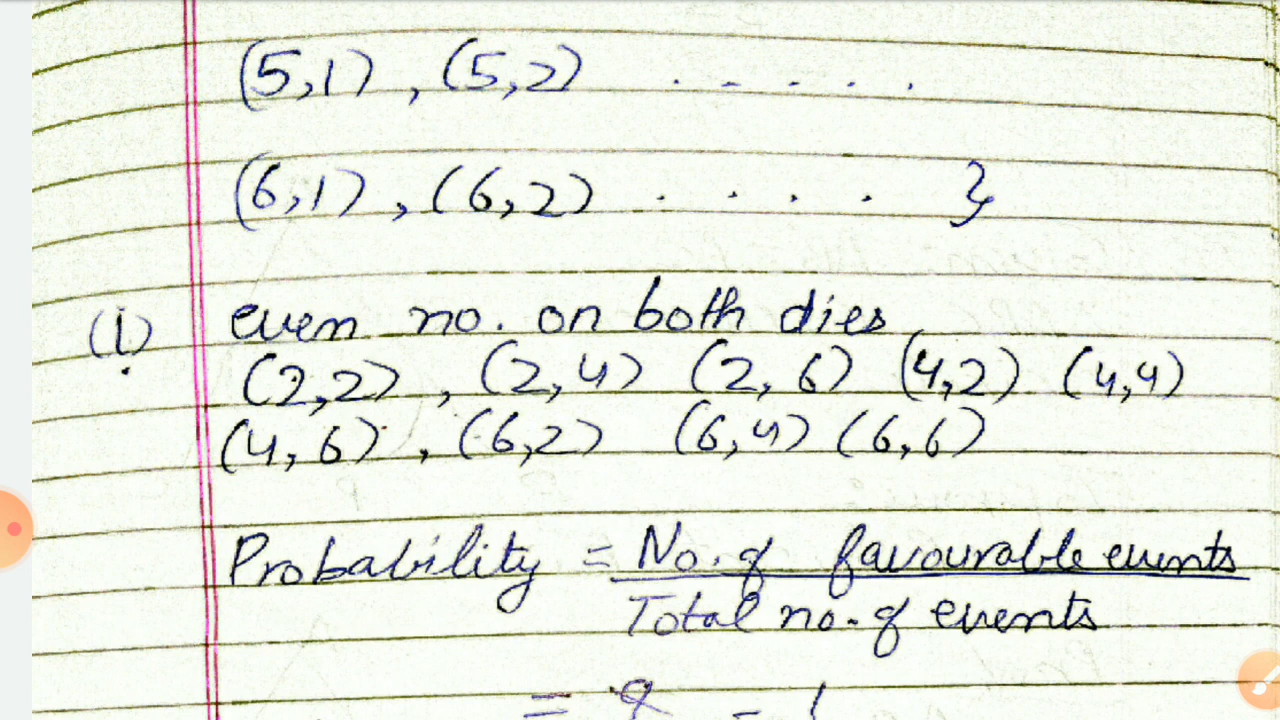 (5,1) , (5,2) . - . . .
(6,1) , (6,2) . . . . }
(i) even no. on both dies
(2,2) , (2,4) (2,6) (4,2) (4,4)
(4,6) , (6,2) (6,4) (6,6)
Probability = No. of favourable events
Total no. of events
=